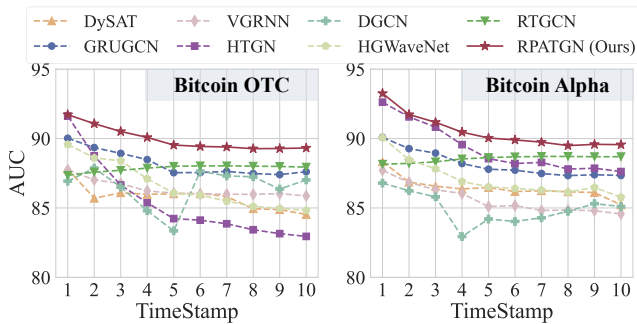 DySAT VGRNN DGCN RTGCN
GRUGCN HTGN HGWaveNet RPATGN (Ours)
Bitcoin OTC
95
90
85
80
AUC
1 2 3 4 5 6 7 8 9 10
TimeStamp
Bitcoin Alpha
95
90
85
80
1 2 3 4 5 6 7 8 9 10
TimeStamp